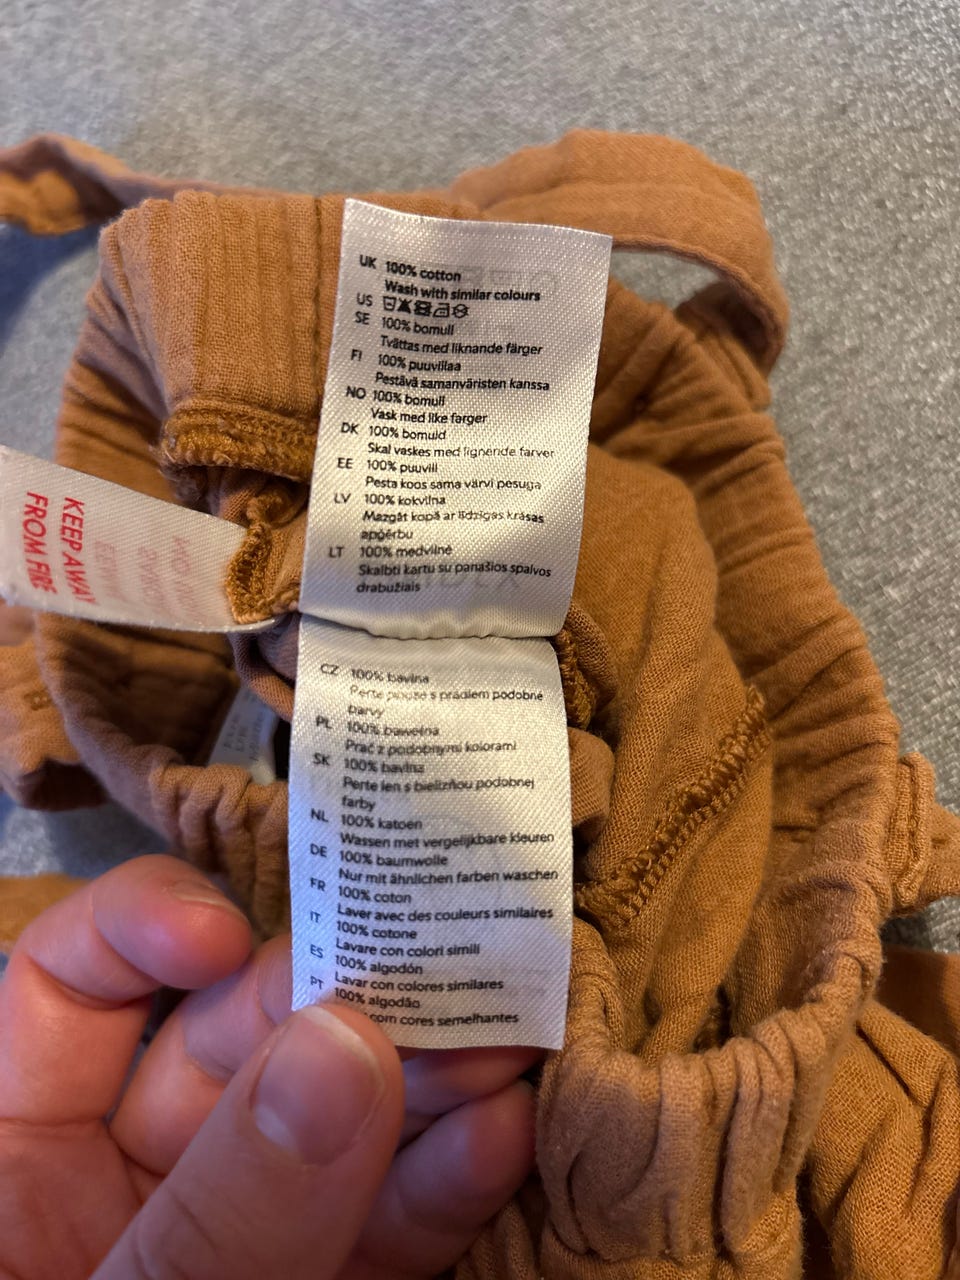 UK 100% cotton
Wash with similar colours
US
SE 100% bomull
Tvättas med liknande färger
FI 100% puuvillaa
Pestävä samanväristen kanssa
NO 100% bomull
Vask med like farger
DK 100% bomuld
Skal vaskes med lignende farver
EE 100% puuvill
Pesta koos sama värvi pesuga
LV 100% kokvilna
Mazgāt kopā ar līdzīgas krāsas
apģērbu
LT 100% medvilnė
Skalbti kartu su panašios spalvos
drabužiais
KEEP AWAY
FROM FIRE
CZ 100% bavlna
Perte pouze s prádlem podobné
barvy
PL 100% bawełna
Prać z podobnymi kolorami
SK 100% bavlna
Perte len s bielizňou podobnej
farby
NL 100% katoen
Wassen met vergelijkbare kleuren
DE 100% baumwolle
Nur mit ähnlichen farben waschen
FR 100% coton
Laver avec des couleurs similaires
IT 100% cotone
Lavare con colori simili
ES 100% algodón
Lavar con colores similares
PT 100% algodão
com cores semelhantes